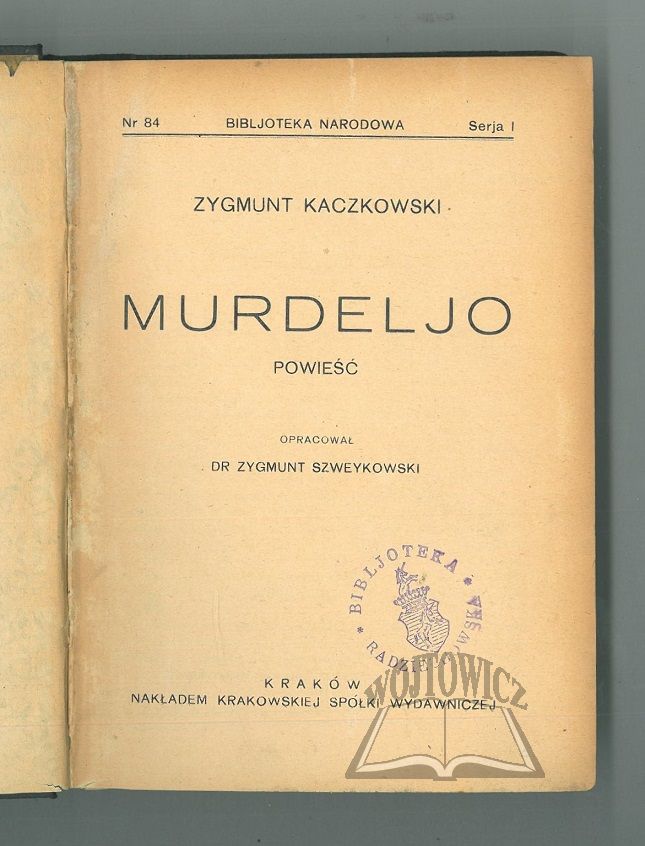 Nr 84 BIBLJOTEKA NARODOWA Serja I
ZYGMUNT KACZKOWSKI
MURDELJO
POWIEŚĆ
OPRACOWAŁ
DR ZYGMUNT SZWEYKOWSKI
* BIBLJOTEKA *
KRAKÓW
NAKŁADEM KRAKOWSKIEJ SPÓŁKI WYDAWNICZEJ
WÓJTOWICZ